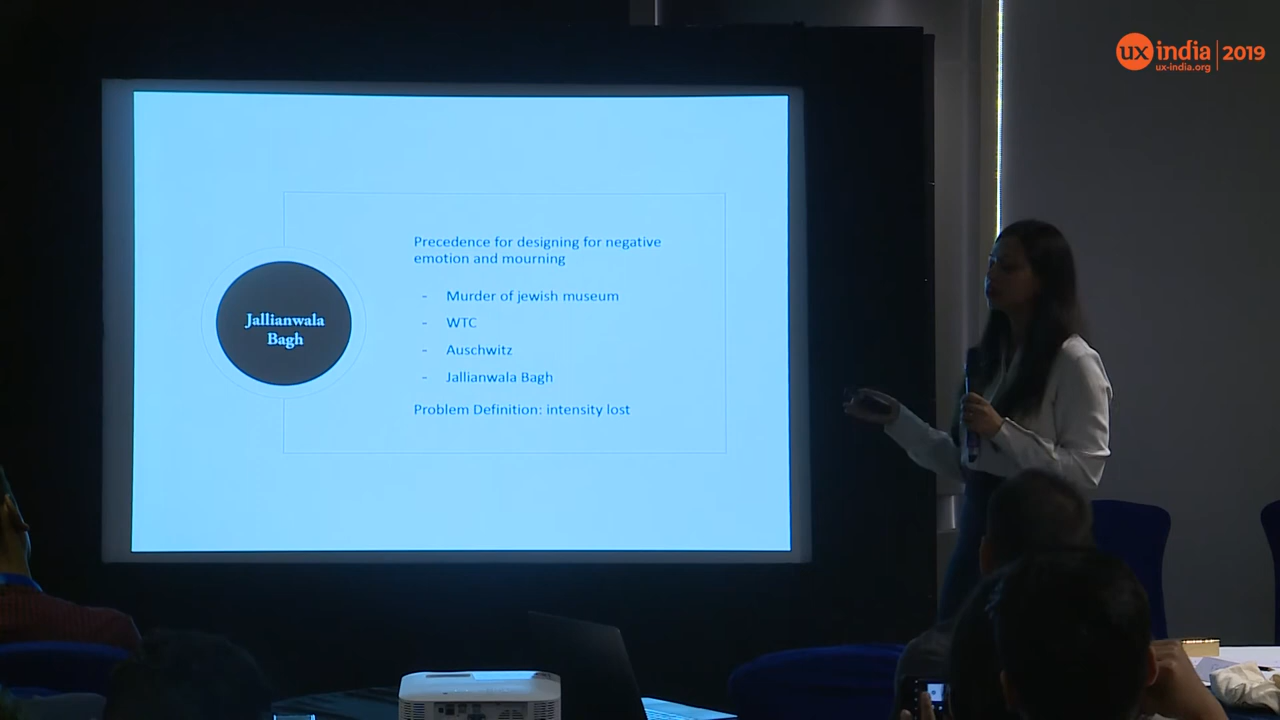 ux india 2019
ux-india.org
Precedence for designing for negative
emotion and mourning
- Murder of jewish museum
- WTC
- Auschwitz
- Jallianwala Bagh
Problem Definition: intensity lost
Jallianwala
Bagh